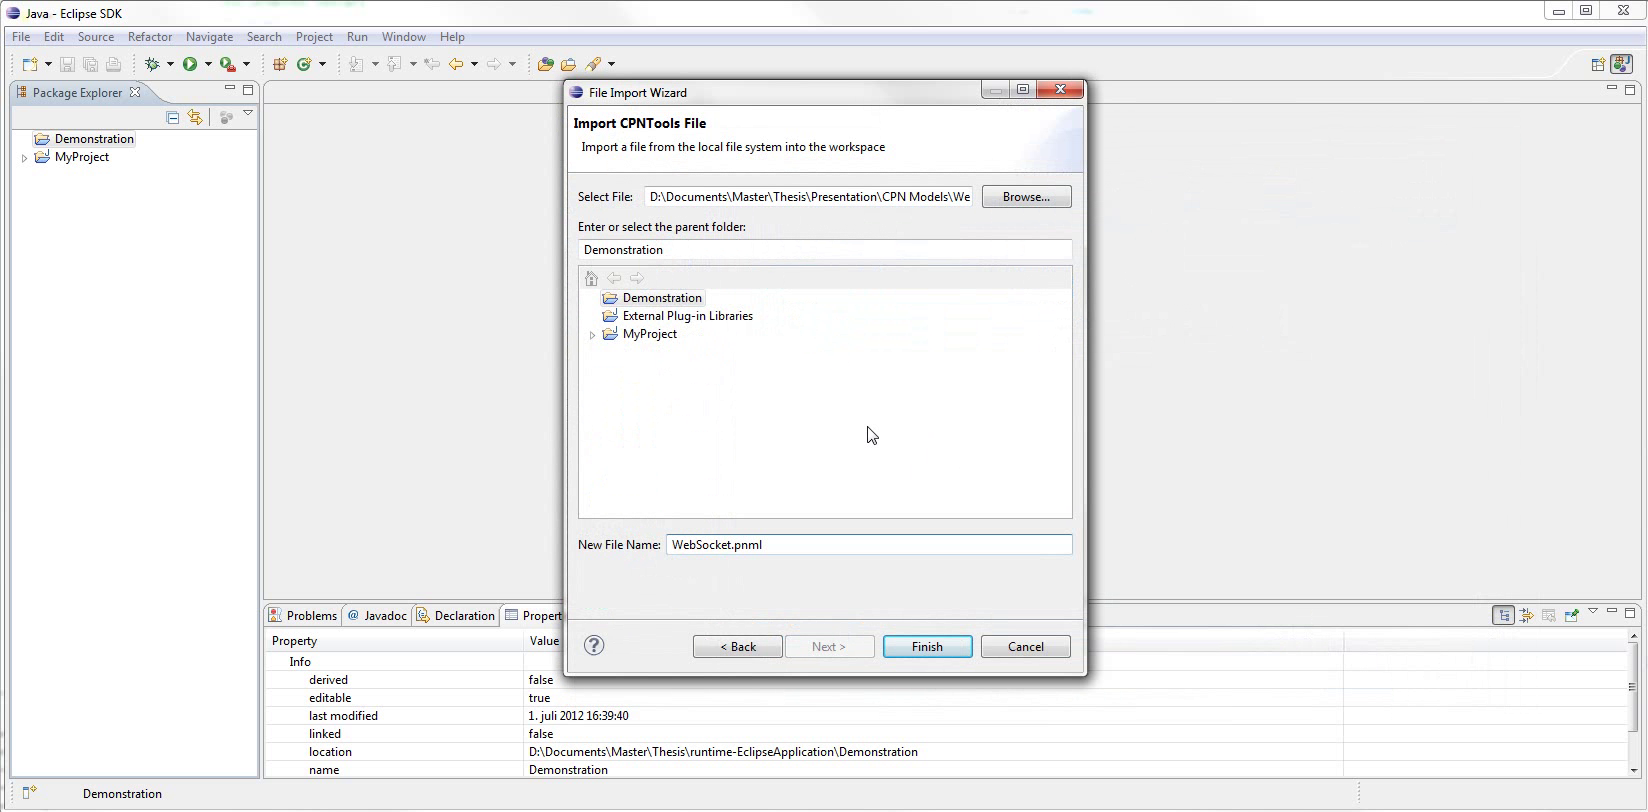 Java - Eclipse SDK
File Edit Source Refactor Navigate Search Project Run Window Help
Package Explorer
Demonstration
MyProject
File Import Wizard
Import CPNTools File
Import a file from the local file system into the workspace
Select File: D:\Documents\Master\Thesis\Presentation\CPN Models\We Browse...
Enter or select the parent folder:
Demonstration
Demonstration
External Plug-in Libraries
MyProject
New File Name: WebSocket.pnml
< Back Next > Finish Cancel
Problems @ Javadoc Declaration Propert
Property Value
Info
derived false
editable true
last modified 1. juli 2012 16:39:40
linked false
location D:\Documents\Master\Thesis\runtime-EclipseApplication\Demonstration
name Demonstration
Demonstration